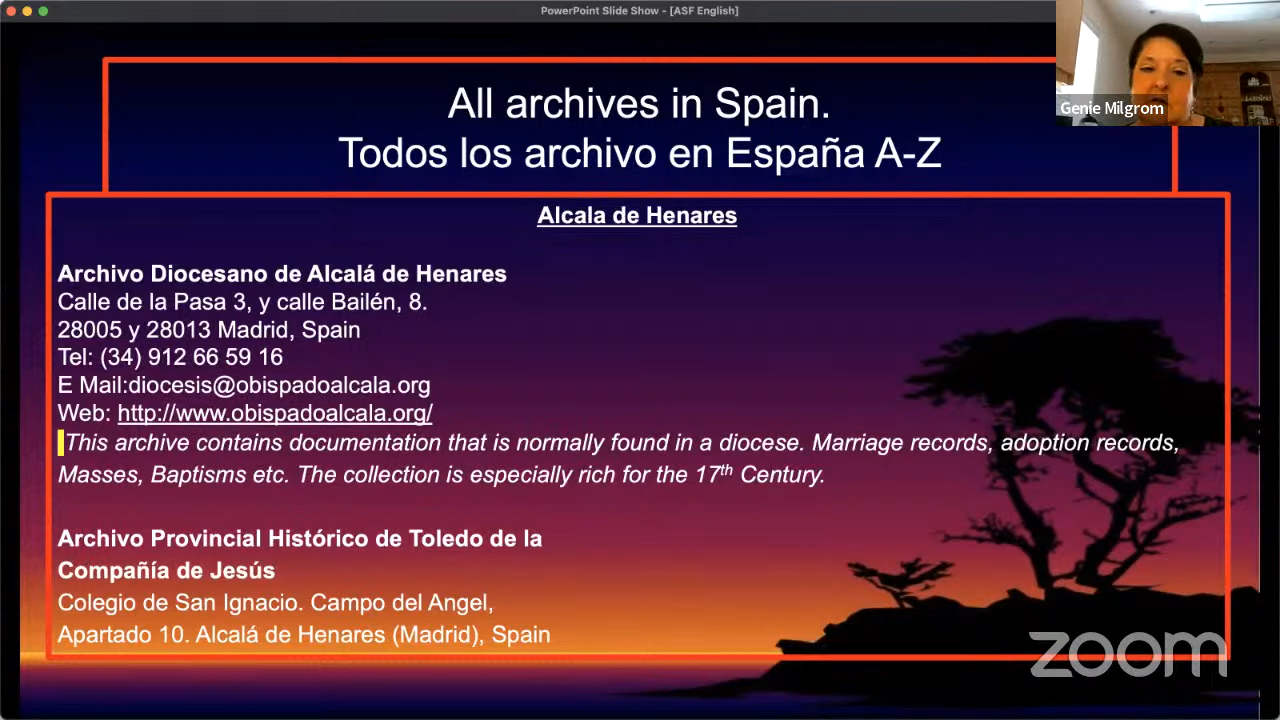 PowerPoint Slide Show - [ASF English]
Genie Milgrom
All archives in Spain.
Todos los archivo en España A-Z
Alcala de Henares
Archivo Diocesano de Alcalá de Henares
Calle de la Pasa 3, y calle Bailén, 8.
28005 y 28013 Madrid, Spain
Tel: (34) 912 66 59 16
E Mail:diocesis@obispadoalcala.org
Web: http://www.obispadoalcala.org/
This archive contains documentation that is normally found in a diocese. Marriage records, adoption records,
Masses, Baptisms etc. The collection is especially rich for the 17th Century.
Archivo Provincial Histórico de Toledo de la
Compañía de Jesús
Colegio de San Ignacio. Campo del Angel,
Apartado 10. Alcalá de Henares (Madrid), Spain
zoom